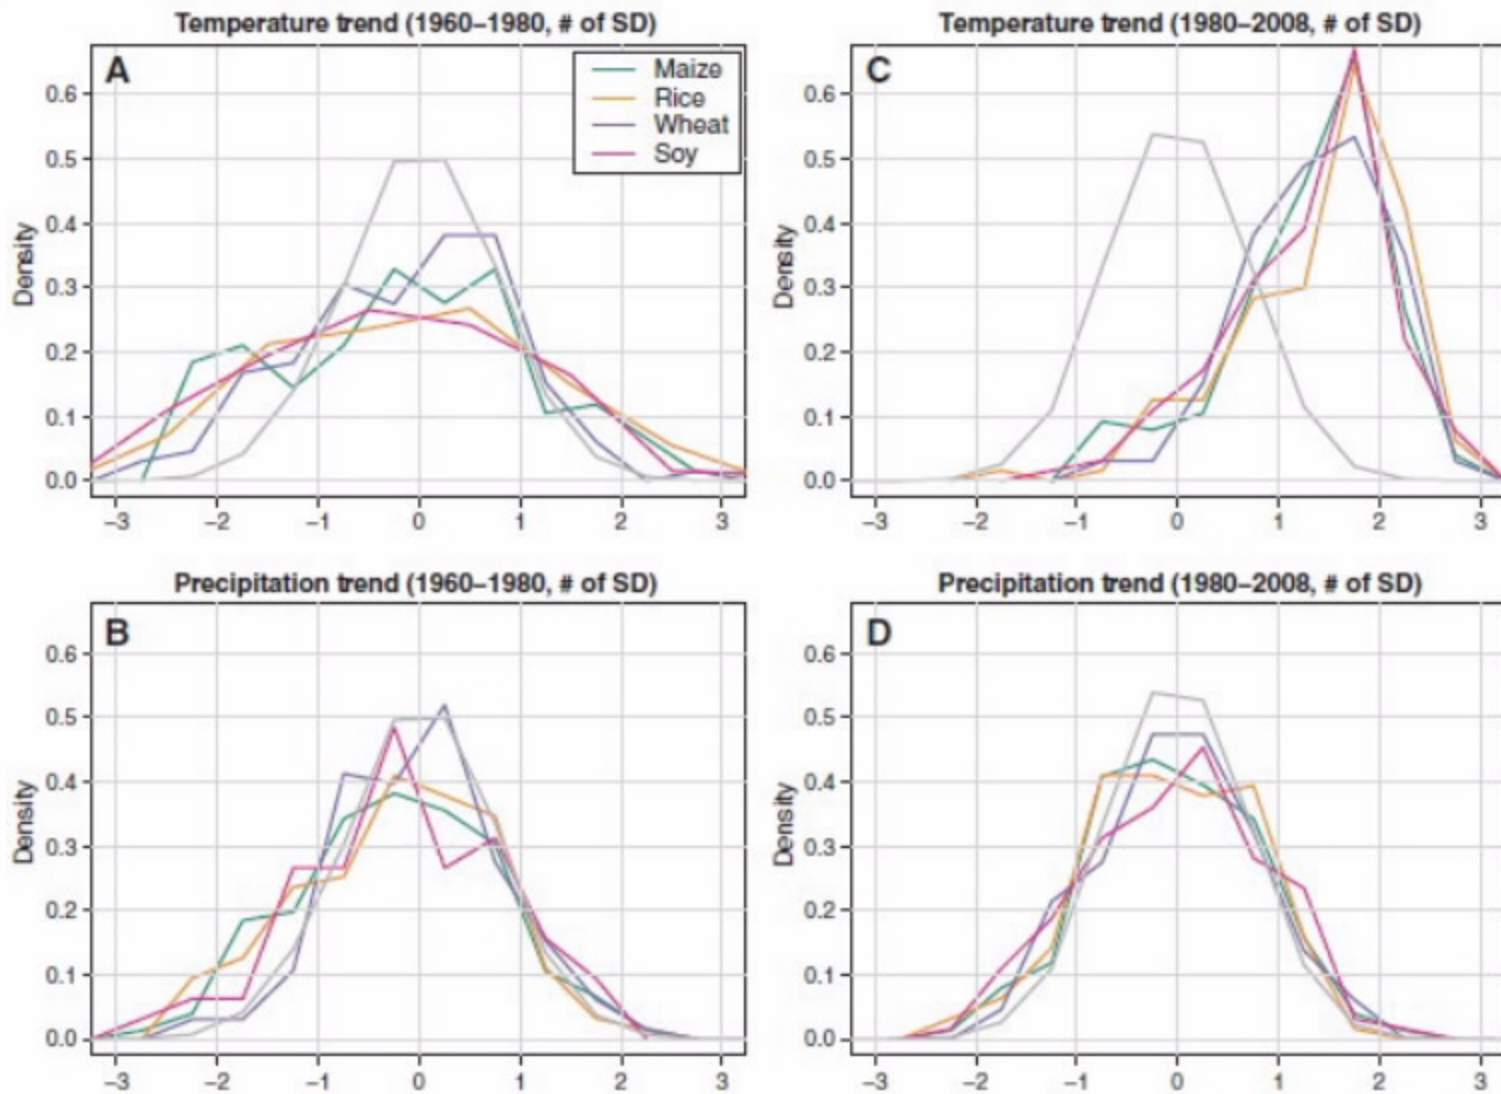 Temperature trend (1960–1980, # of SD)
A
Maize
Rice
Wheat
Soy
Density
0.6
0.5
0.4
0.3
0.2
0.1
0.0
−3 −2 −1 0 1 2 3
Temperature trend (1980–2008, # of SD)
C
Density
0.6
0.5
0.4
0.3
0.2
0.1
0.0
−3 −2 −1 0 1 2 3
Precipitation trend (1960–1980, # of SD)
B
Density
0.6
0.5
0.4
0.3
0.2
0.1
0.0
−3 −2 −1 0 1 2 3
Precipitation trend (1980–2008, # of SD)
D
Density
0.6
0.5
0.4
0.3
0.2
0.1
0.0
−3 −2 −1 0 1 2 3